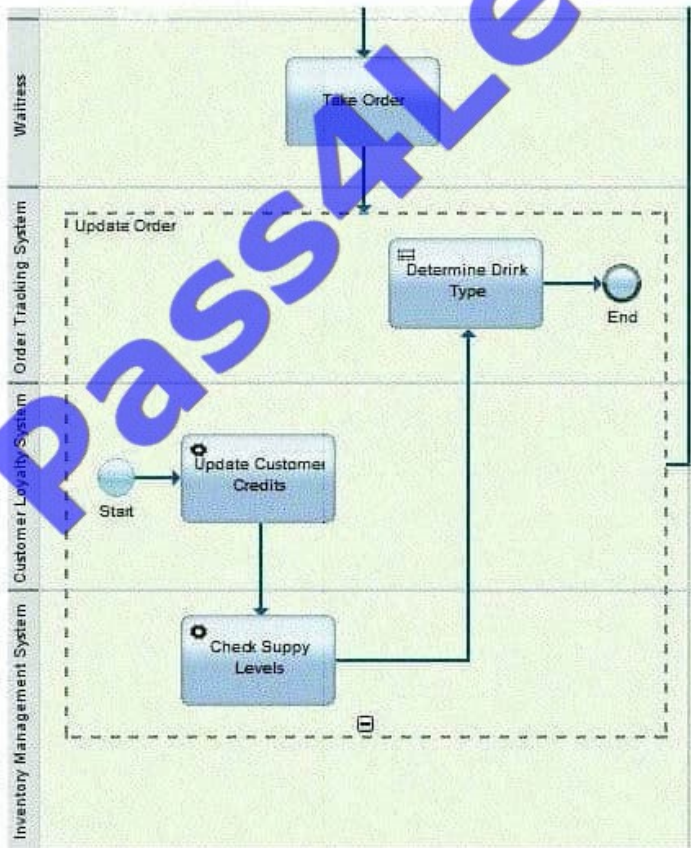 Waitress
Take Order
Order Tracking System
Update Order
Determine Drirk
Type
End
Customer Loyalty System
Update Customer
Credits
Start
Inventory Management System
Check Suppy
Levels
Pass4Le